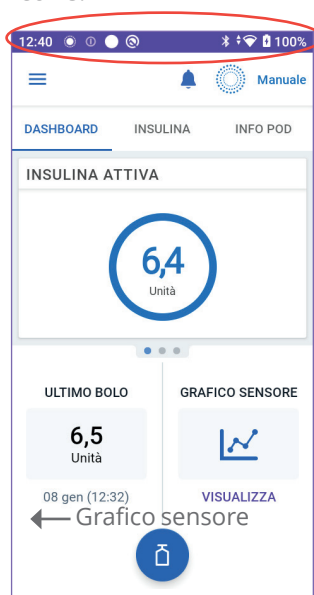 12:40 100%
Manuale
DASHBOARD INSULINA INFO POD
INSULINA ATTIVA
6,4
Unità
ULTIMO BOLO GRAFICO SENSORE
6,5
Unità
08 gen (12:32) VISUALIZZA
Grafico sensore